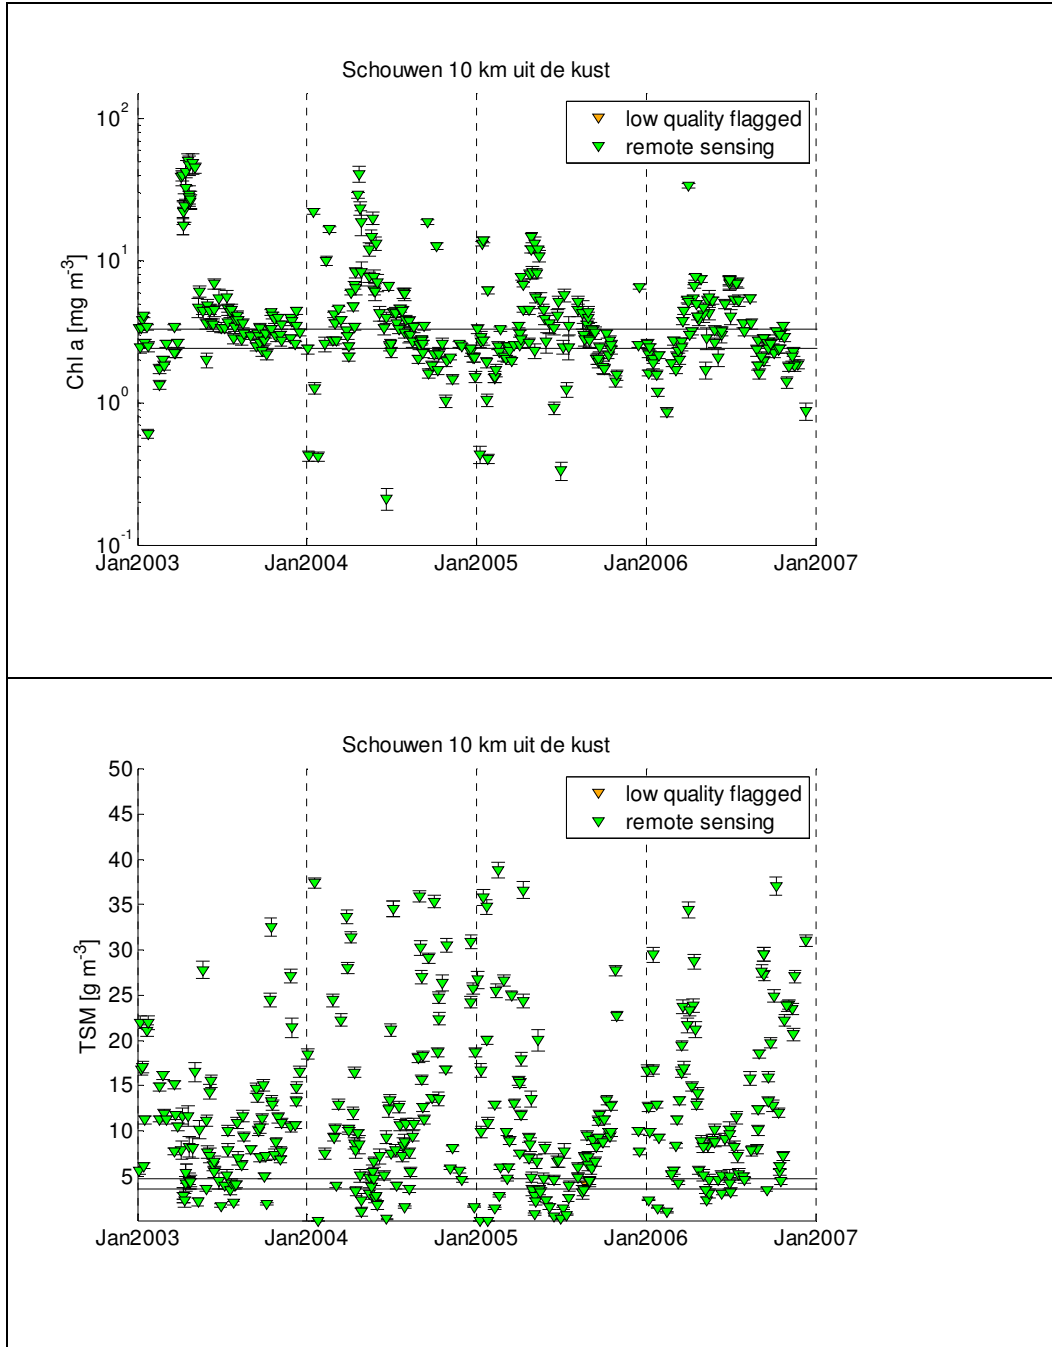 Schouwen 10 km uit de kust
low quality flagged
remote sensing
Chl a [mg m-3]
10^2
10^1
10^0
10^-1
Jan2003 Jan2004 Jan2005 Jan2006 Jan2007
Schouwen 10 km uit de kust
low quality flagged
remote sensing
TSM [g m-3]
50
45
40
35
30
25
20
15
10
5
Jan2003 Jan2004 Jan2005 Jan2006 Jan2007